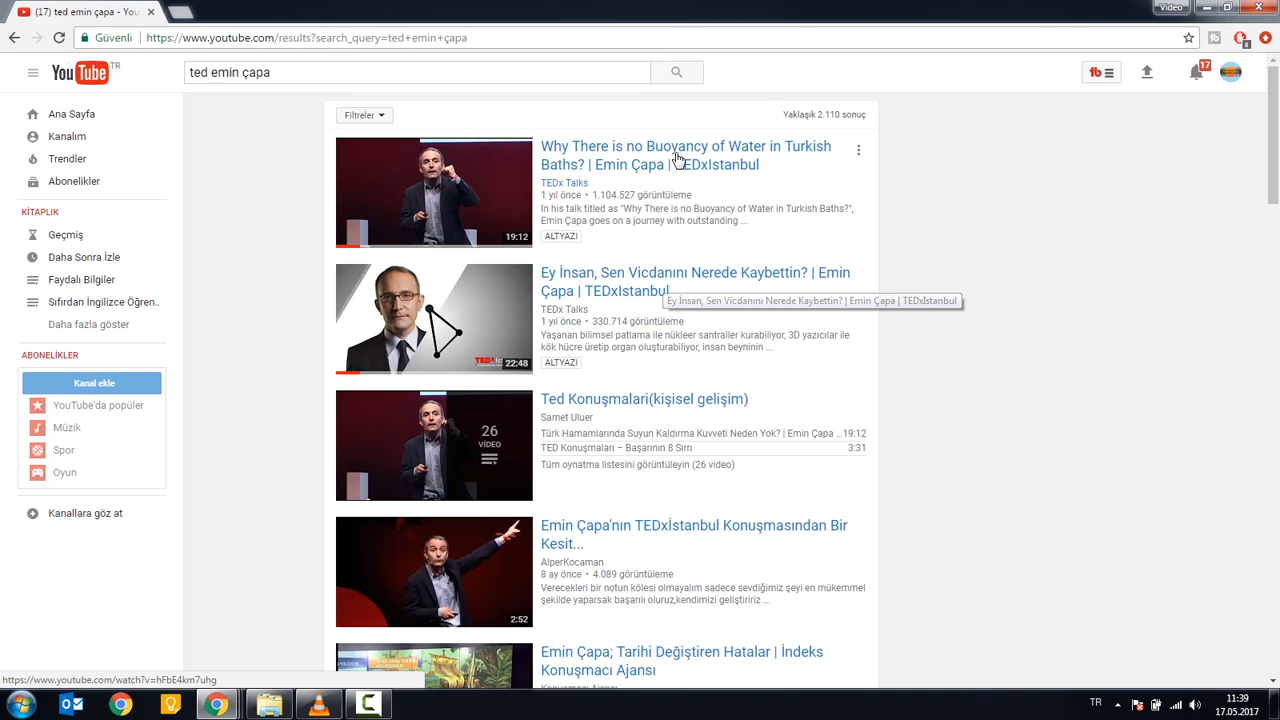 (17) ted emin çapa - You
Video
Güvenli
https://www.youtube.com/results?search_query=ted+emin+çapa
8
YouTube TR
ted emin çapa
17
Ana Sayfa
Kanalım
Trendler
Abonelikler
KİTAPLIK
Geçmiş
Daha Sonra İzle
Faydalı Bilgiler
Sıfırdan İngilizce Öğren..
Daha fazla göster
ABONELİKLER
Kanal ekle
YouTube'da popüler
Müzik
Spor
Oyun
Kanallara göz at
Filtreler
Yaklaşık 2.110 sonuç
19:12
Why There is no Buoyancy of Water in Turkish
Baths? | Emin Çapa | TEDxIstanbul
TEDx Talks
1 yıl önce • 1.104.527 görüntüleme
In his talk titled as "Why There is no Buoyancy of Water in Turkish Baths?",
Emin Çapa goes on a journey with outstanding ...
ALTYAZI
22:48
Ey İnsan, Sen Vicdanını Nerede Kaybettin? | Emin
Çapa | TEDxIstanbul
Ey İnsan, Sen Vicdanını Nerede Kaybettin? | Emin Çapa | TEDxIstanbul
TEDx Talks
1 yıl önce • 330.714 görüntüleme
Yaşanan bilimsel patlama ile nükleer santraller kurabiliyor, 3D yazıcılar ile
kök hücre üretip organ oluşturabiliyor, insan beyninin ...
ALTYAZI
26
VİDEO
Ted Konuşmalari(kişisel gelişim)
Samet Uluer
Türk Hamamlarında Suyun Kaldırma Kuvveti Neden Yok? | Emin Çapa ... 19:12
TED Konuşmaları – Başarının 8 Sırrı 3:31
Tüm oynatma listesini görüntüleyin (26 video)
2:52
Emin Çapa'nın TEDxİstanbul Konuşmasından Bir
Kesit...
AlperKocaman
8 ay önce • 4.089 görüntüleme
Verecekleri bir notun kölesi olmayalım sadece sevdiğimiz şeyi en mükemmel
şekilde yaparsak başarılı oluruz,kendimizi geliştiririz ...
Emin Çapa; Tarihi Değiştiren Hatalar | İndeks
Konuşmacı Ajansı
https://www.youtube.com/watch?v=hFbE4km7uhg
TR
11:39
17.05.2017